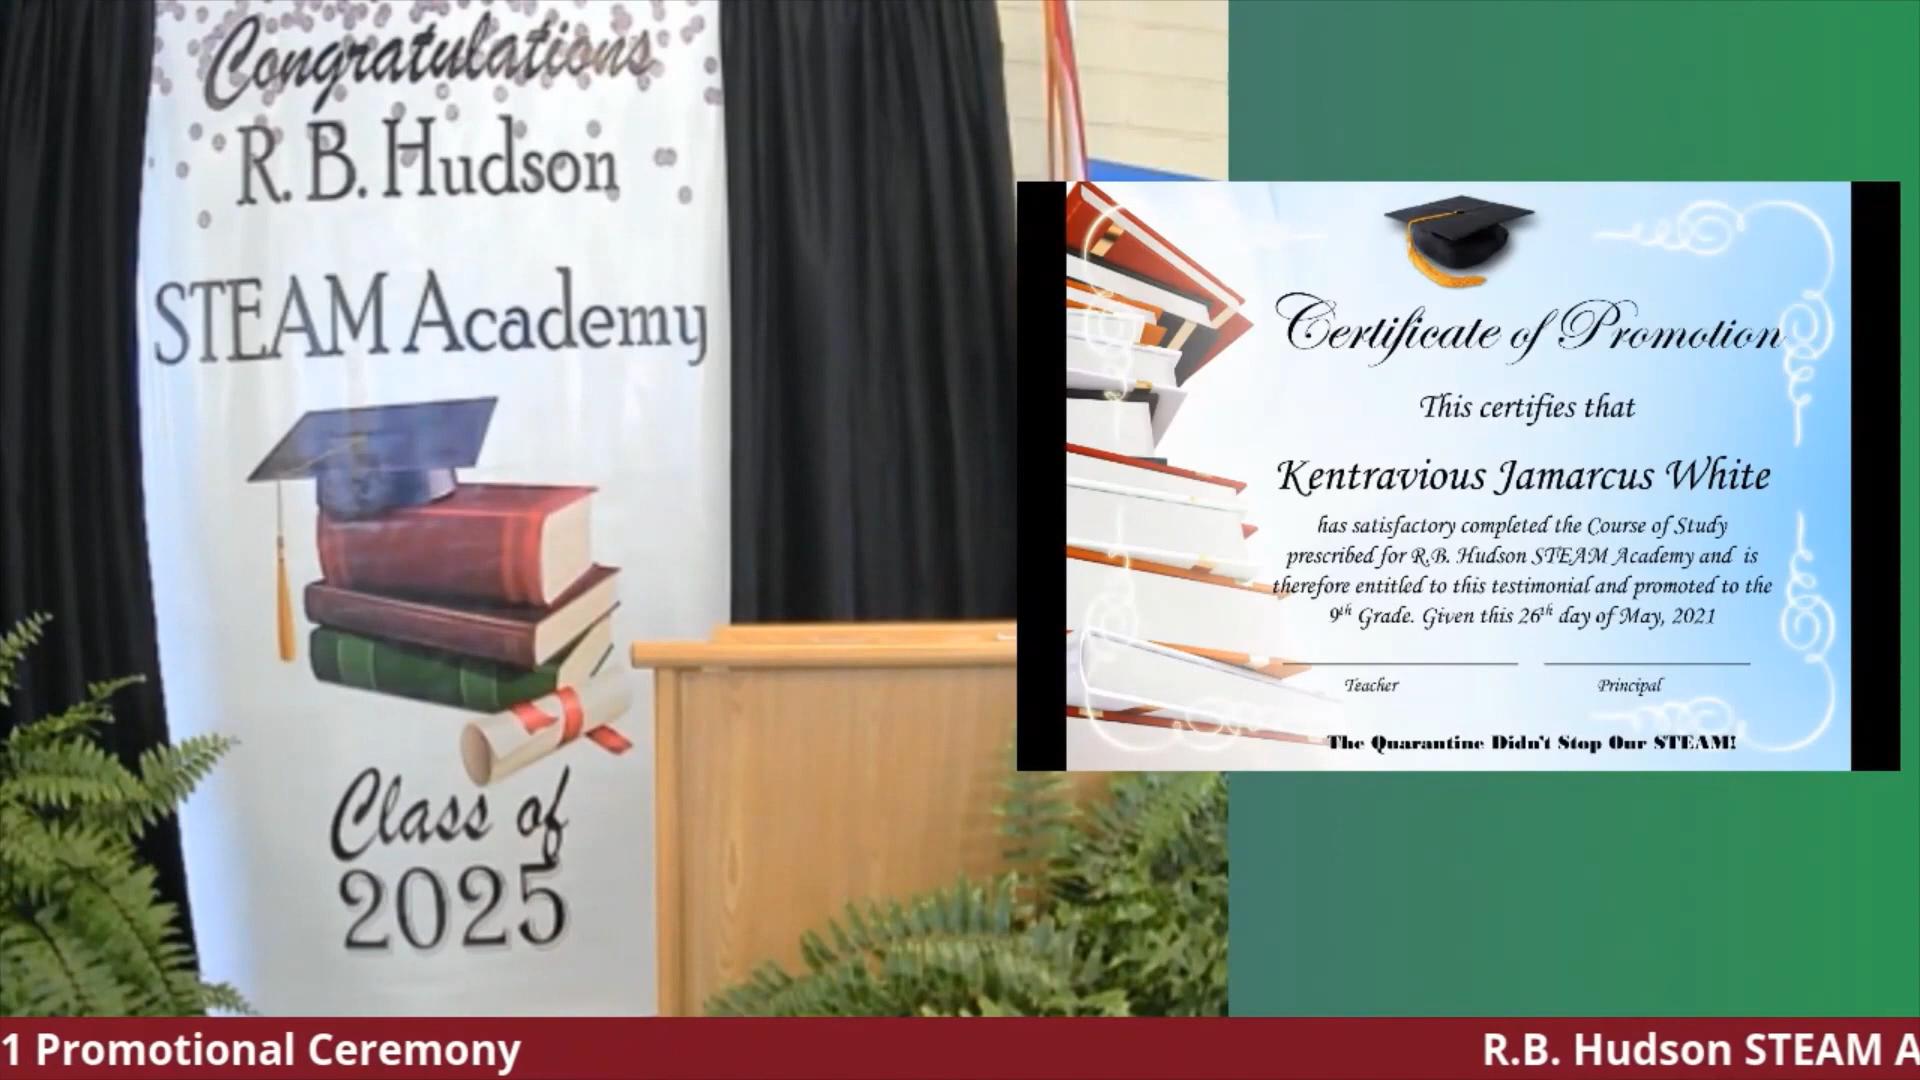 Congratulations
R. B. Hudson
STEAM Academy
Class of
2025
Certificate of Promotion
This certifies that
Kentravious Jamarcus White
has satisfactory completed the Course of Study
prescribed for R.B. Hudson STEAM Academy and is
therefore entitled to this testimonial and promoted to the
9th Grade. Given this 26th day of May, 2021
Teacher Principal
The Quarantine Didn't Stop Our STEAM!
1 Promotional Ceremony R.B. Hudson STEAM A